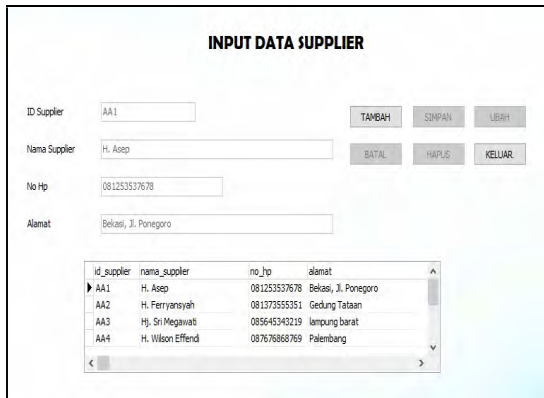 INPUT DATA SUPPLIER
ID Supplier AA1 TAMBAH SIMPAN UBAH
Nama Supplier H. Asep BATAL HAPUS KELUAR
No Hp 081253537678
Alamat Bekasi, Jl. Ponegoro
id_supplier nama_supplier no_hp alamat
AA1 H. Asep 081253537678 Bekasi, Jl. Ponegoro
AA2 H. Ferryansyah 081373555351 Gedung Tataan
AA3 Hj. Sri Megawati 085645343219 lampung barat
AA4 H. Wilson Effendi 087676868769 Palembang